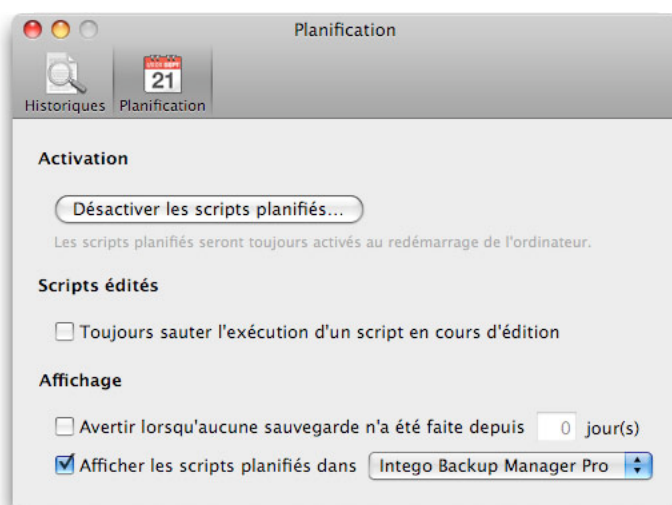 Planification
21
Historiques Planification
Activation
Désactiver les scripts planifiés...
Les scripts planifiés seront toujours activés au redémarrage de l'ordinateur.
Scripts édités
Toujours sauter l'exécution d'un script en cours d'édition
Affichage
Avertir lorsqu'aucune sauvegarde n'a été faite depuis 0 jour(s)
Afficher les scripts planifiés dans Intego Backup Manager Pro